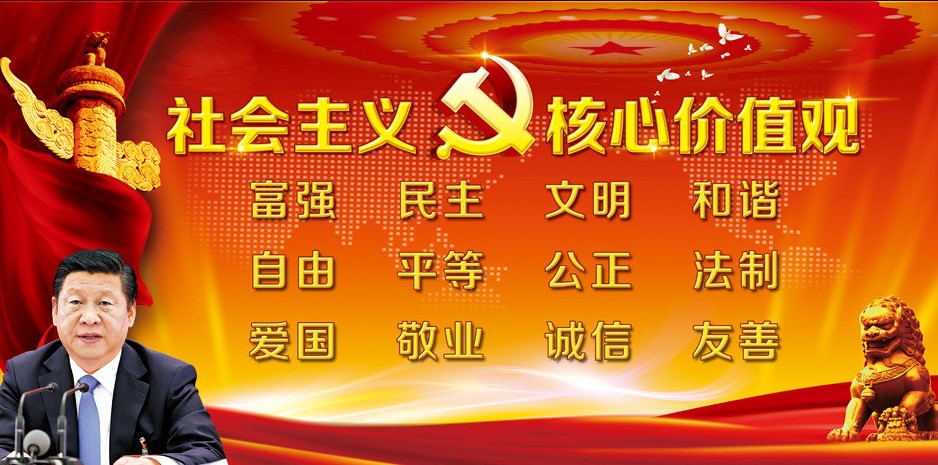 社会主义 核心价值观
富强 民主 文明 和谐
自由 平等 公正 法制
爱国 敬业 诚信 友善